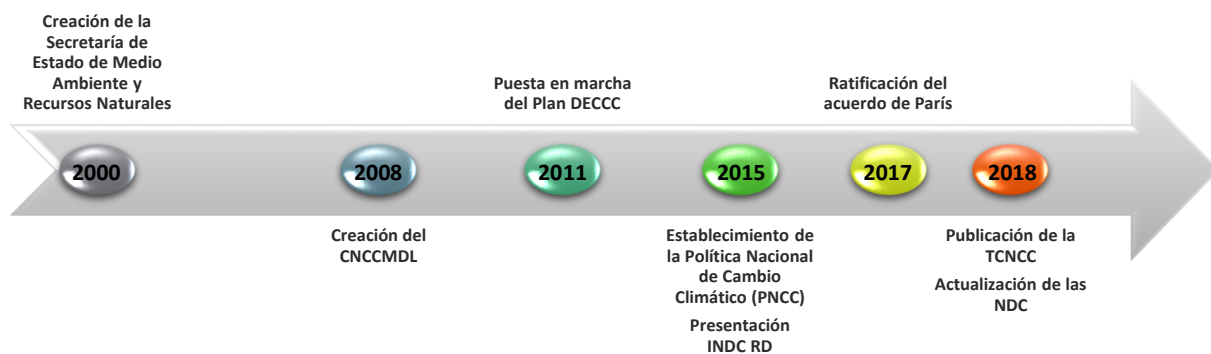 Creación de la
Secretaría de
Estado de Medio
Ambiente y
Recursos Naturales
Puesta en marcha
del Plan DECCC
Ratificación del
acuerdo de París
2000
2008
2011
2015
2017
2018
Creación del
CNCCMDL
Establecimiento de
la Política Nacional
de Cambio
Climático (PNCC)
Presentación
INDC RD
Publicación de la
TCNCC
Actualización de las
NDC